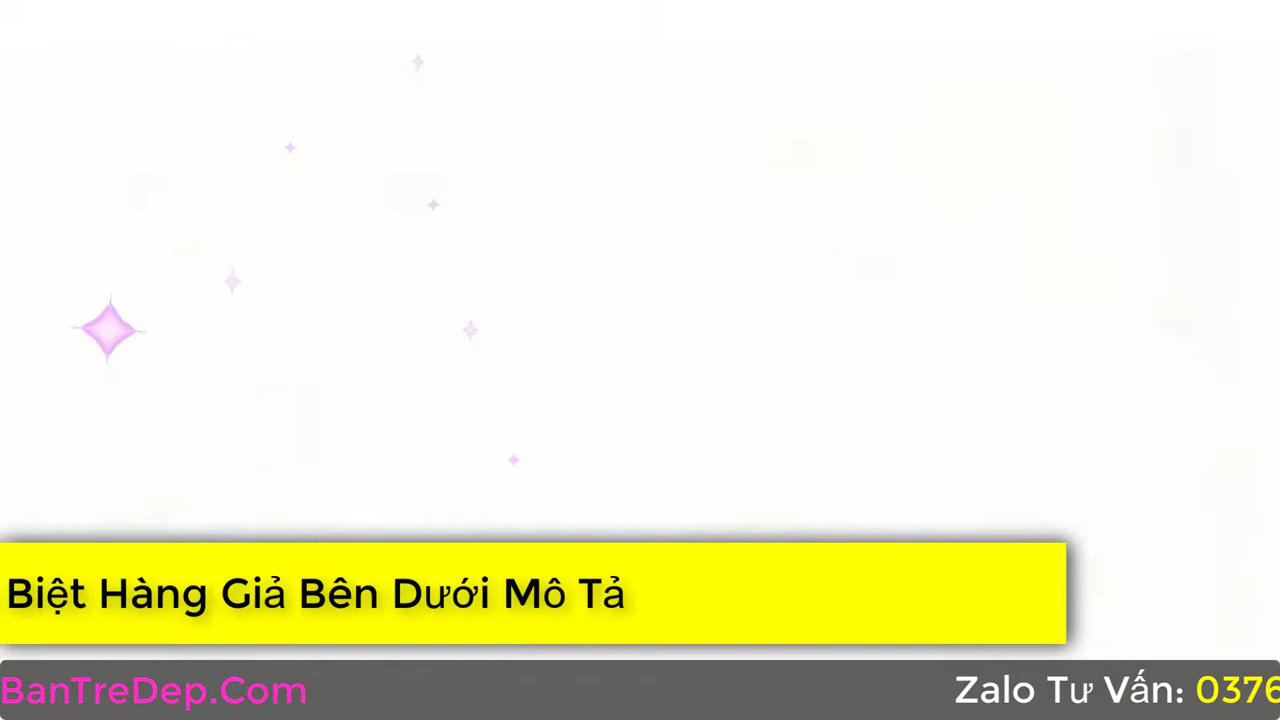 Biệt Hàng Giả Bên Dưới Mô Tả
BanTreDep.Com
Zalo Tư Vấn: 0376